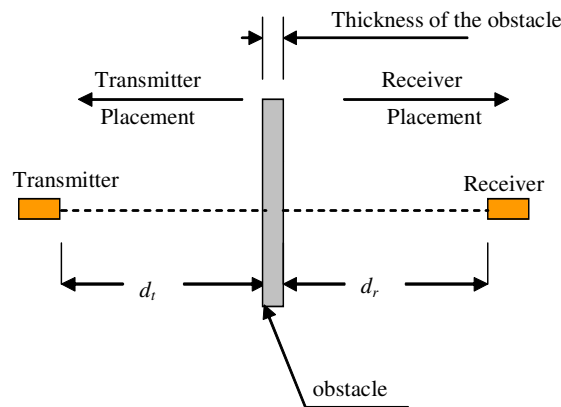 Thickness of the obstacle
Transmitter
Placement
Receiver
Placement
Transmitter
Receiver
dt
dr
obstacle